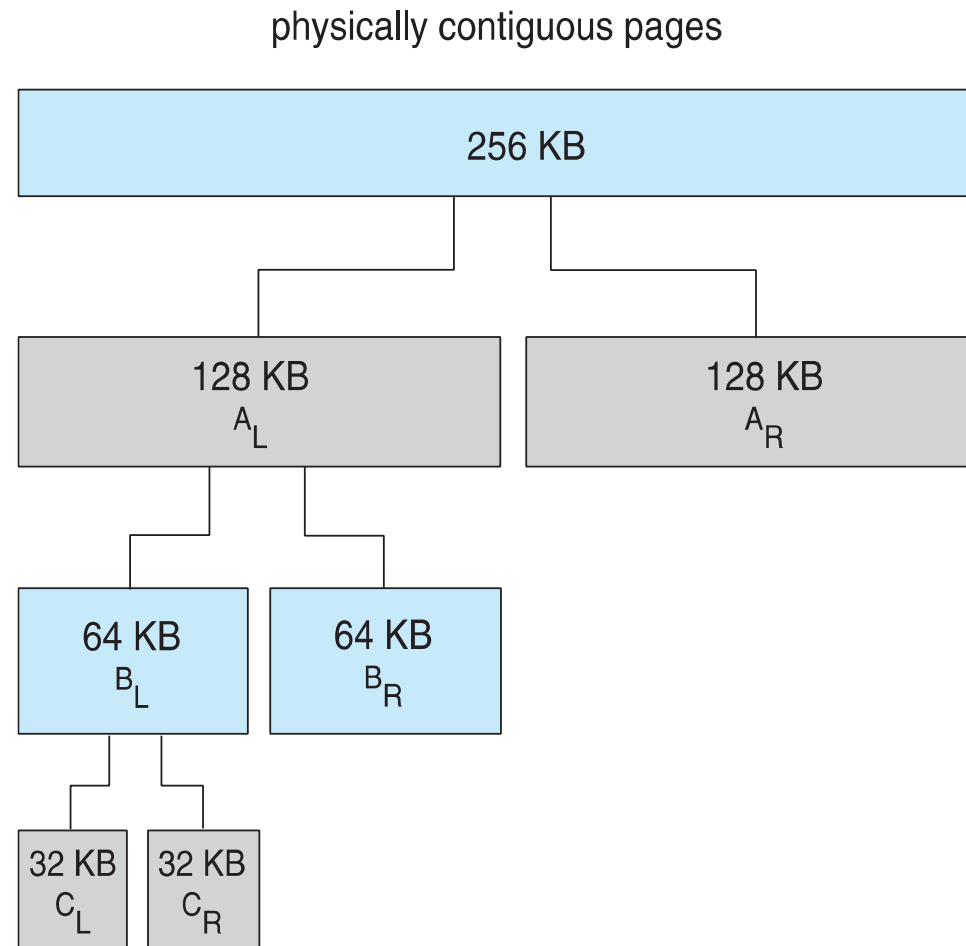 physically contiguous pages
256 KB
128 KB
A_L
128 KB
A_R
64 KB
B_L
64 KB
B_R
32 KB
C_L
32 KB
C_R